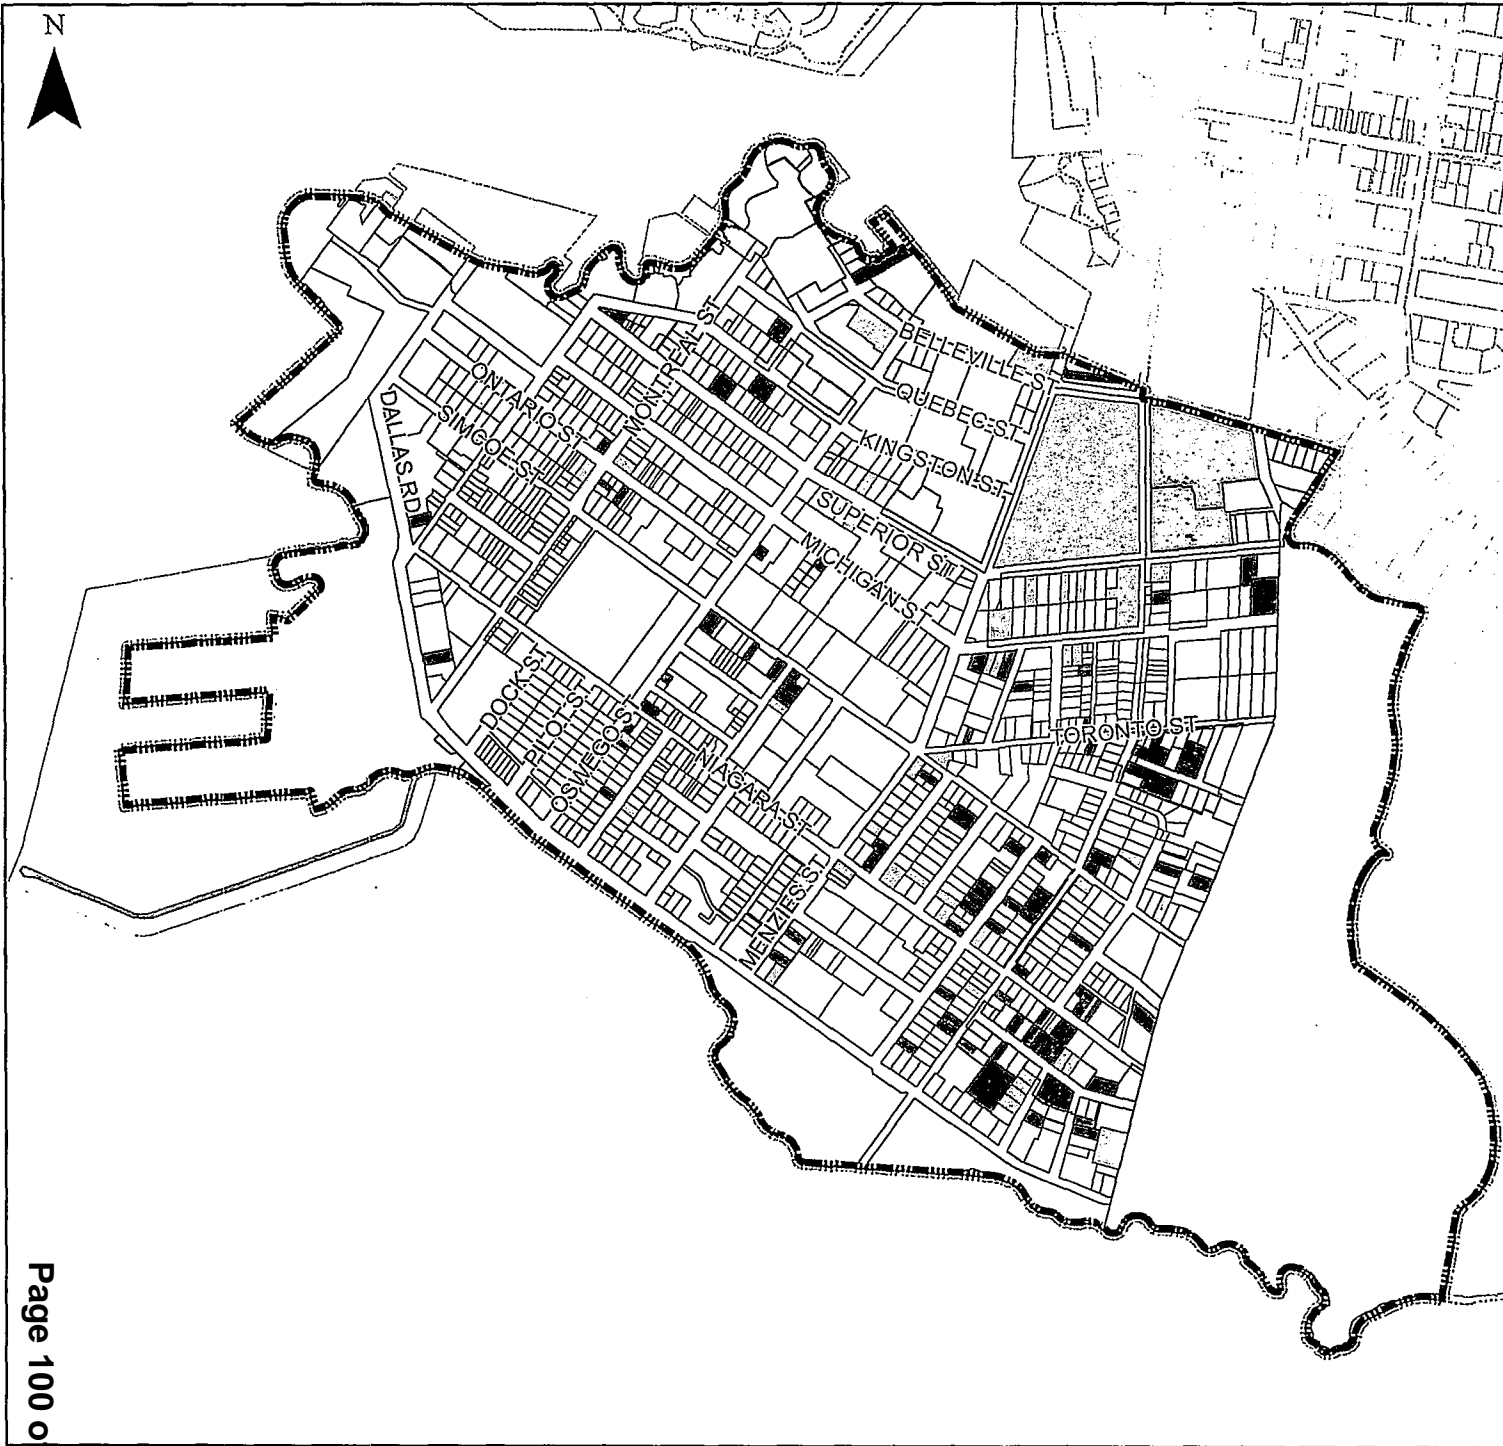 N
BELLEVILLE ST
MONTREAL ST
QUEBEC ST
ONTARIO ST
DALLAS RD
SIMCOE ST
KINGSTON ST
SUPERIOR ST
MICHIGAN ST
DOCK ST
PILOT ST
OSWEGO ST
TORONTO ST
NIAGARA ST
MENZIES ST
Page 100 o